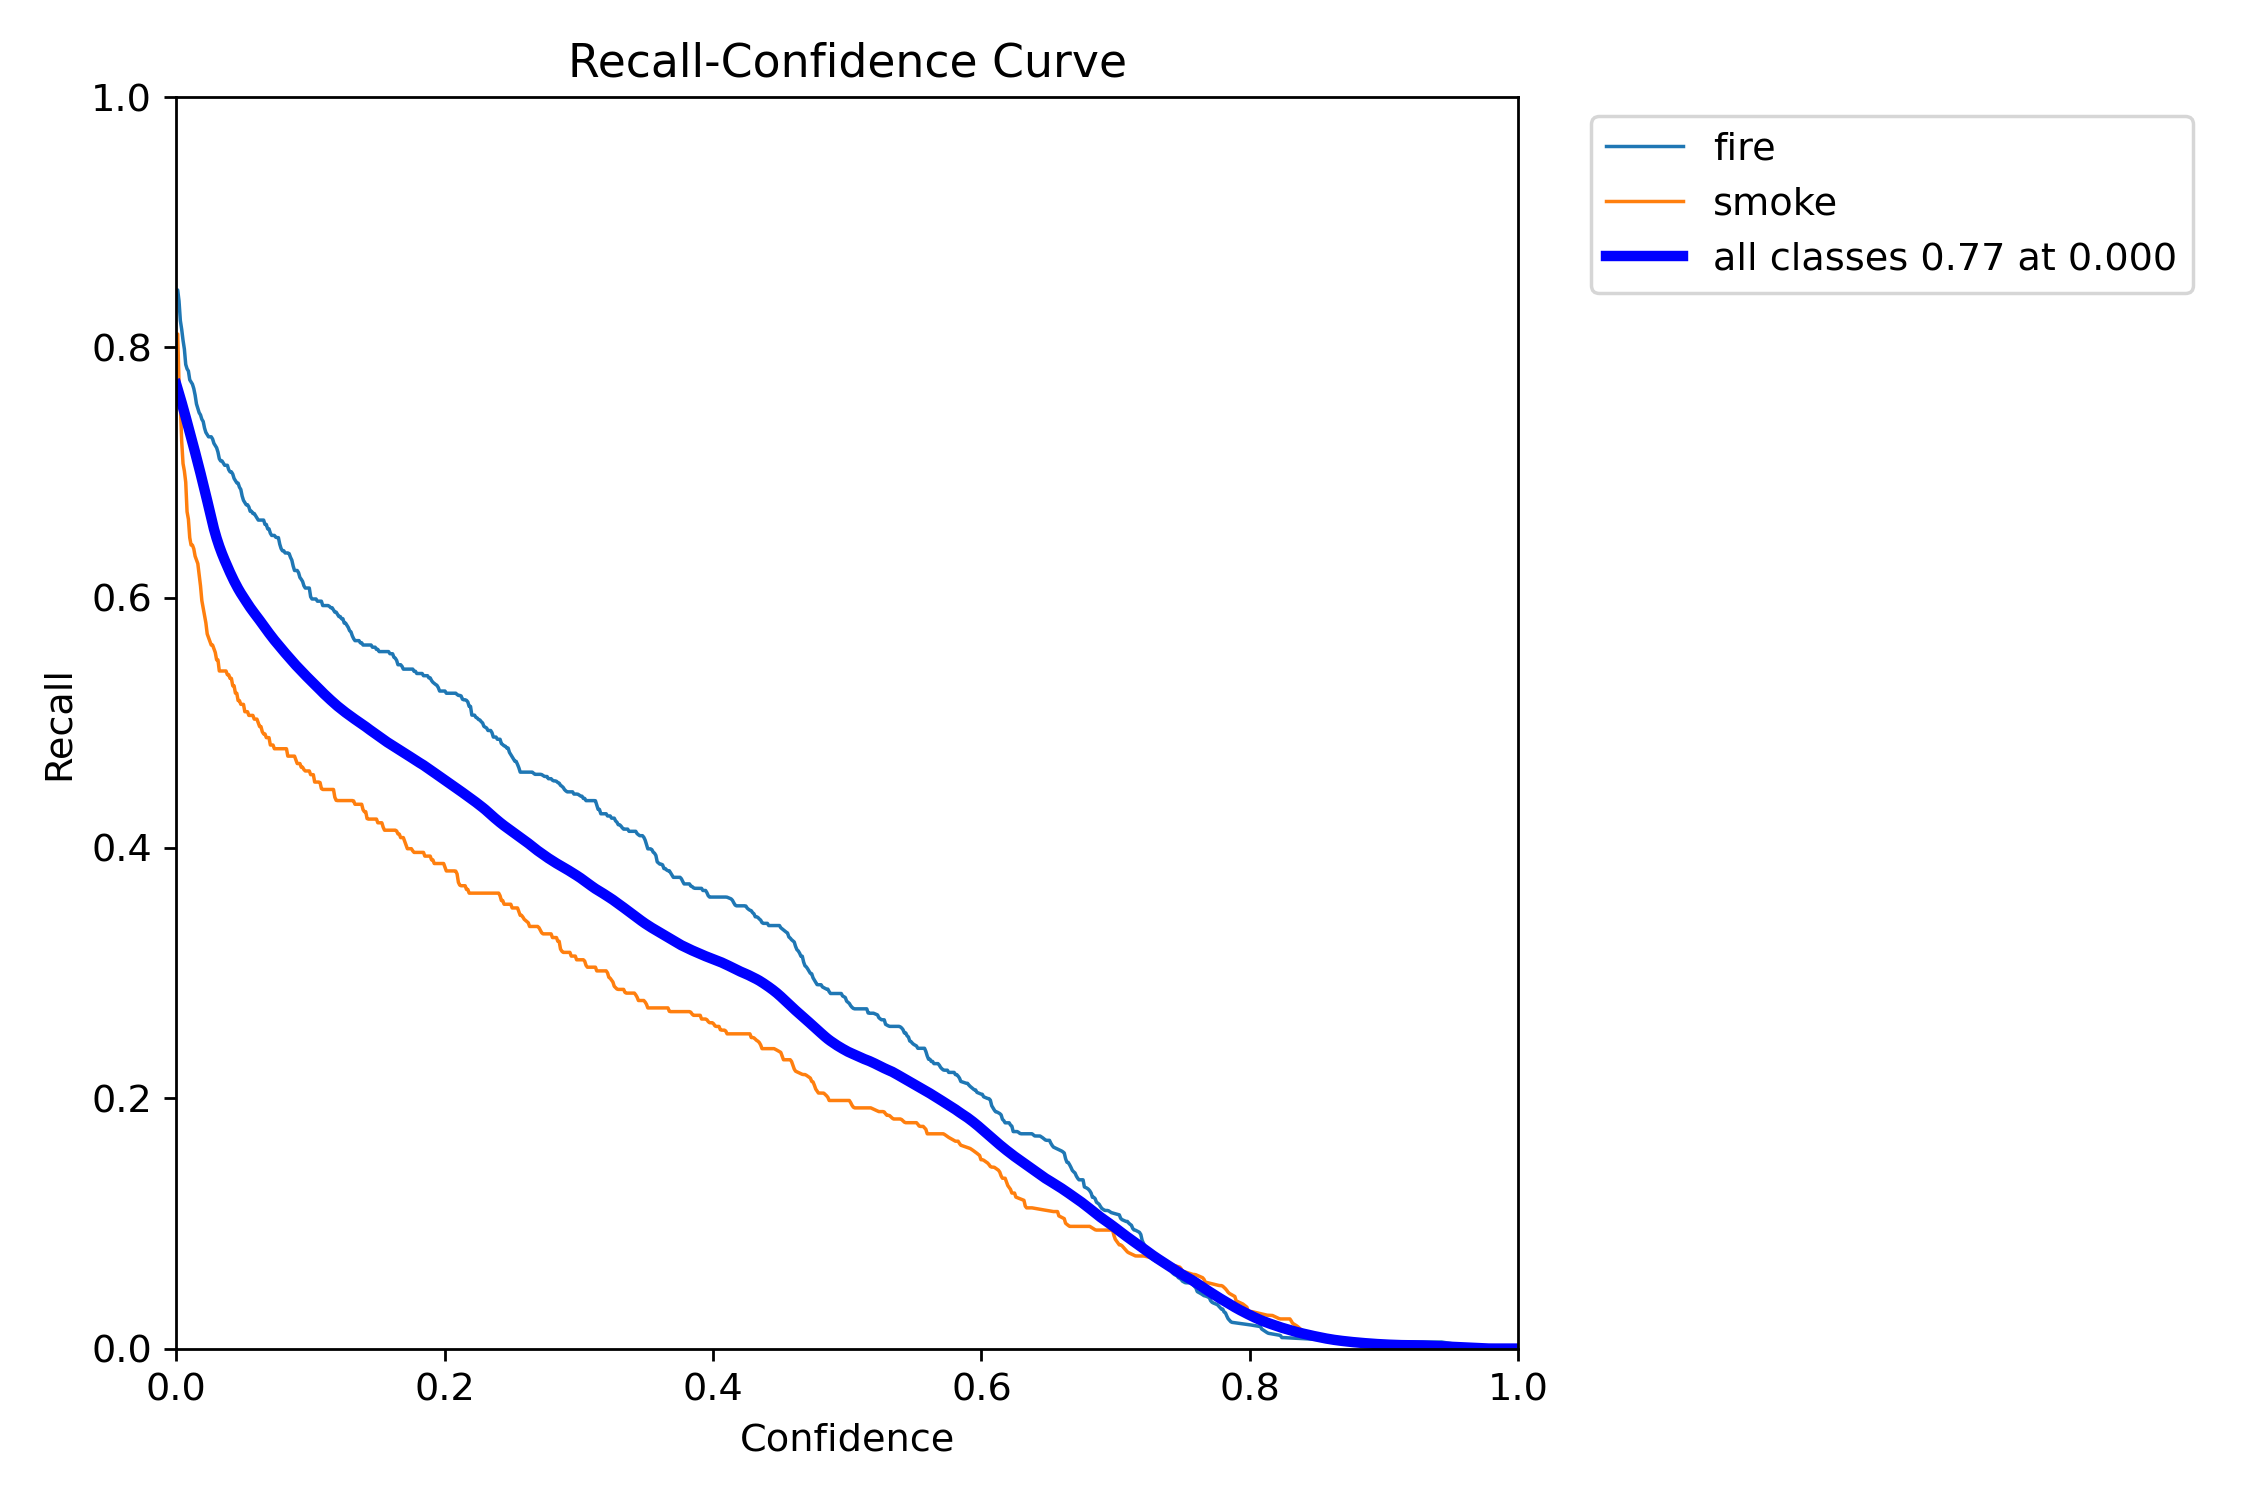 Recall-Confidence Curve
1.0
0.8
0.6
0.4
0.2
0.0
Recall
0.0 0.2 0.4 0.6 0.8 1.0
Confidence
fire
smoke
all classes 0.77 at 0.000